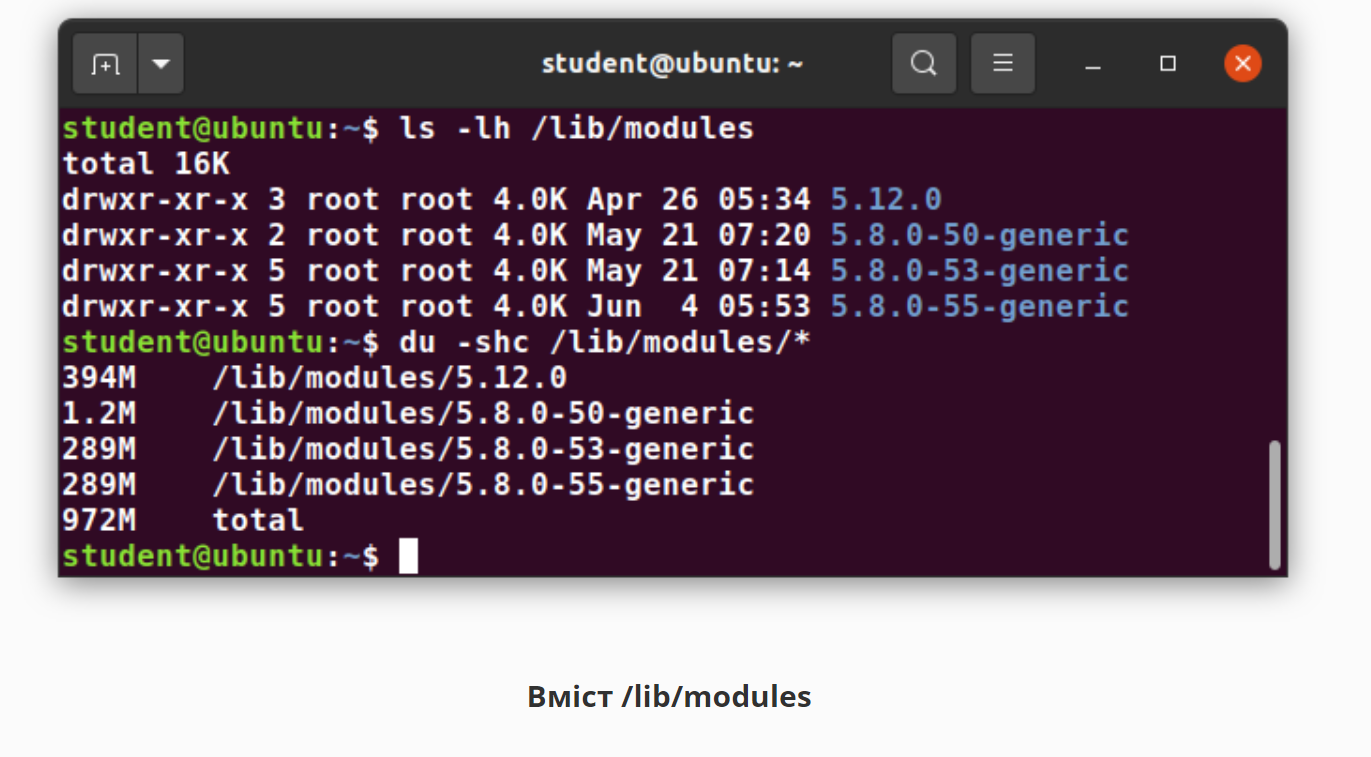 student@ubuntu: ~
student@ubuntu:~$ ls -lh /lib/modules
total 16K
drwxr-xr-x 3 root root 4.0K Apr 26 05:34 5.12.0
drwxr-xr-x 2 root root 4.0K May 21 07:20 5.8.0-50-generic
drwxr-xr-x 5 root root 4.0K May 21 07:14 5.8.0-53-generic
drwxr-xr-x 5 root root 4.0K Jun  4 05:53 5.8.0-55-generic
student@ubuntu:~$ du -shc /lib/modules/*
394M    /lib/modules/5.12.0
1.2M    /lib/modules/5.8.0-50-generic
289M    /lib/modules/5.8.0-53-generic
289M    /lib/modules/5.8.0-55-generic
972M    total
student@ubuntu:~$
Вміст /lib/modules